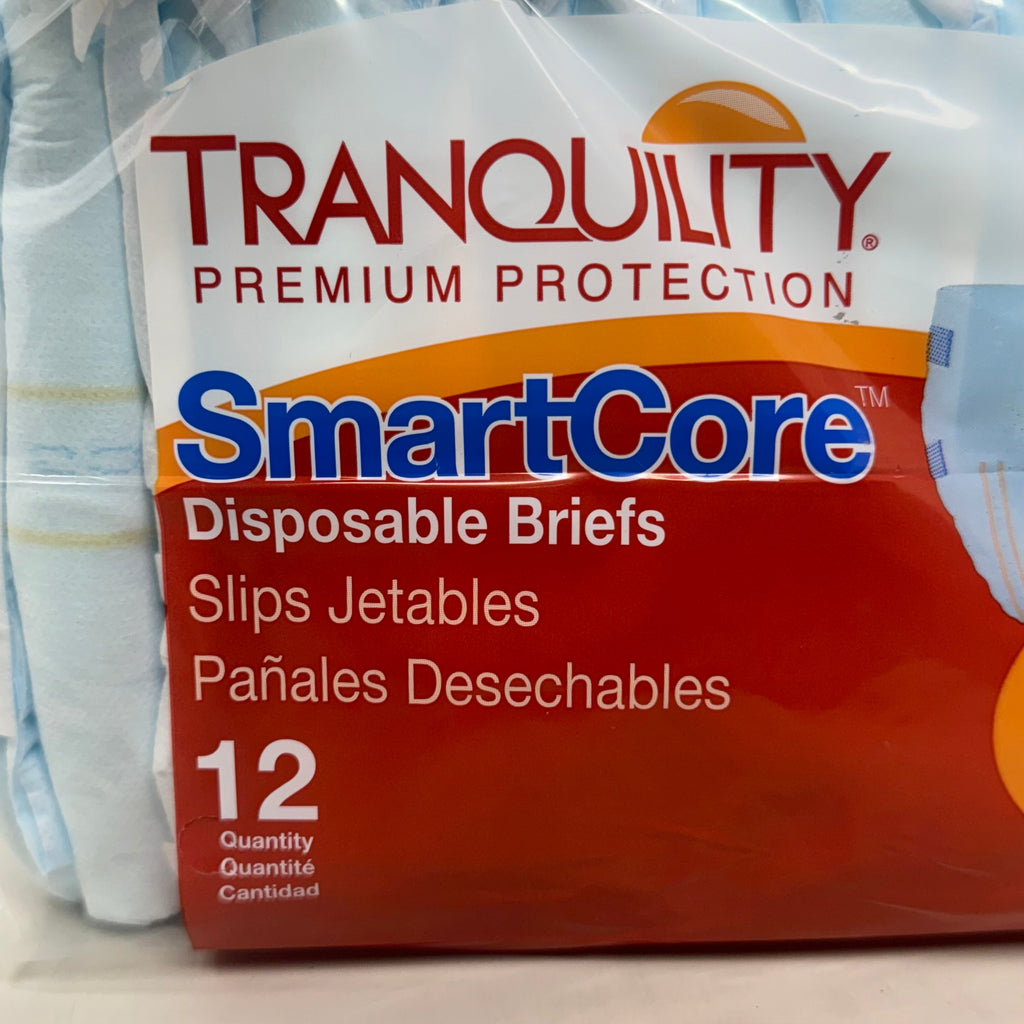 TRANQUILITY®
PREMIUM PROTECTION
SmartCore™
Disposable Briefs
Slips Jetables
Pañales Desechables
12
Quantity
Quantité
Cantidad